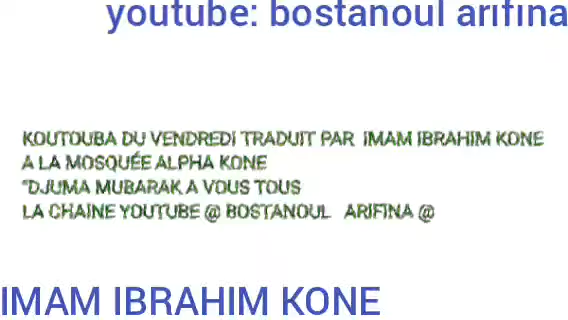 youtube: bostanoul arifina
KOUTOUBA DU VENDREDI TRADUIT PAR IMAM IBRAHIM KONE
A LA MOSQUÉE ALPHA KONE
"DJUMA MUBARAK A VOUS TOUS
LA CHAINE YOUTUBE @ BOSTANOUL ARIFINA @
IMAM IBRAHIM KONE